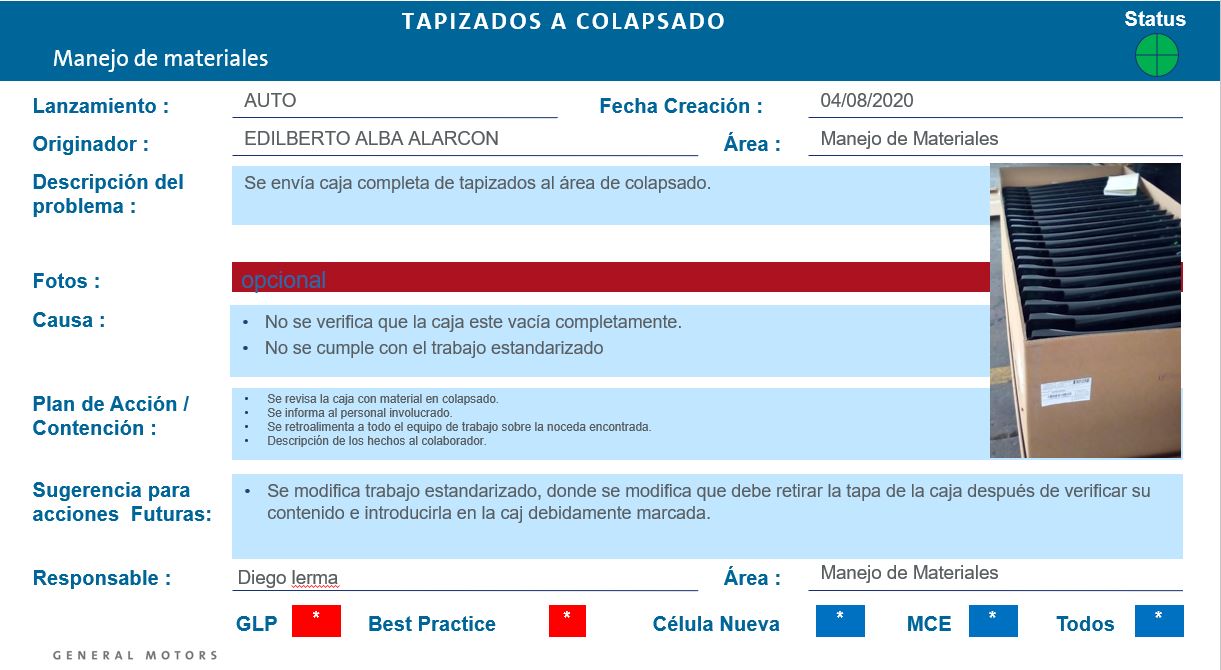 TAPIZADOS A COLAPSADO
Status
Manejo de materiales
Lanzamiento : AUTO Fecha Creación : 04/08/2020
Originador : EDILBERTO ALBA ALARCON Área : Manejo de Materiales
Descripción del
problema :
Se envía caja completa de tapizados al área de colapsado.
Fotos : opcional
Causa :
• No se verifica que la caja este vacía completamente.
• No se cumple con el trabajo estandarizado
Plan de Acción /
Contención :
• Se revisa la caja con material en colapsado.
• Se informa al personal involucrado.
• Se retroalimenta a todo el equipo de trabajo sobre la noceda encontrada.
• Descripción de los hechos al colaborador.
Sugerencia para
acciones Futuras:
• Se modifica trabajo estandarizado, donde se modifica que debe retirar la tapa de la caja después de verificar su
contenido e introducirla en la caj debidamente marcada.
Responsable : Diego lerma Área : Manejo de Materiales
GLP * Best Practice * Célula Nueva * MCE * Todos *
GENERAL MOTORS